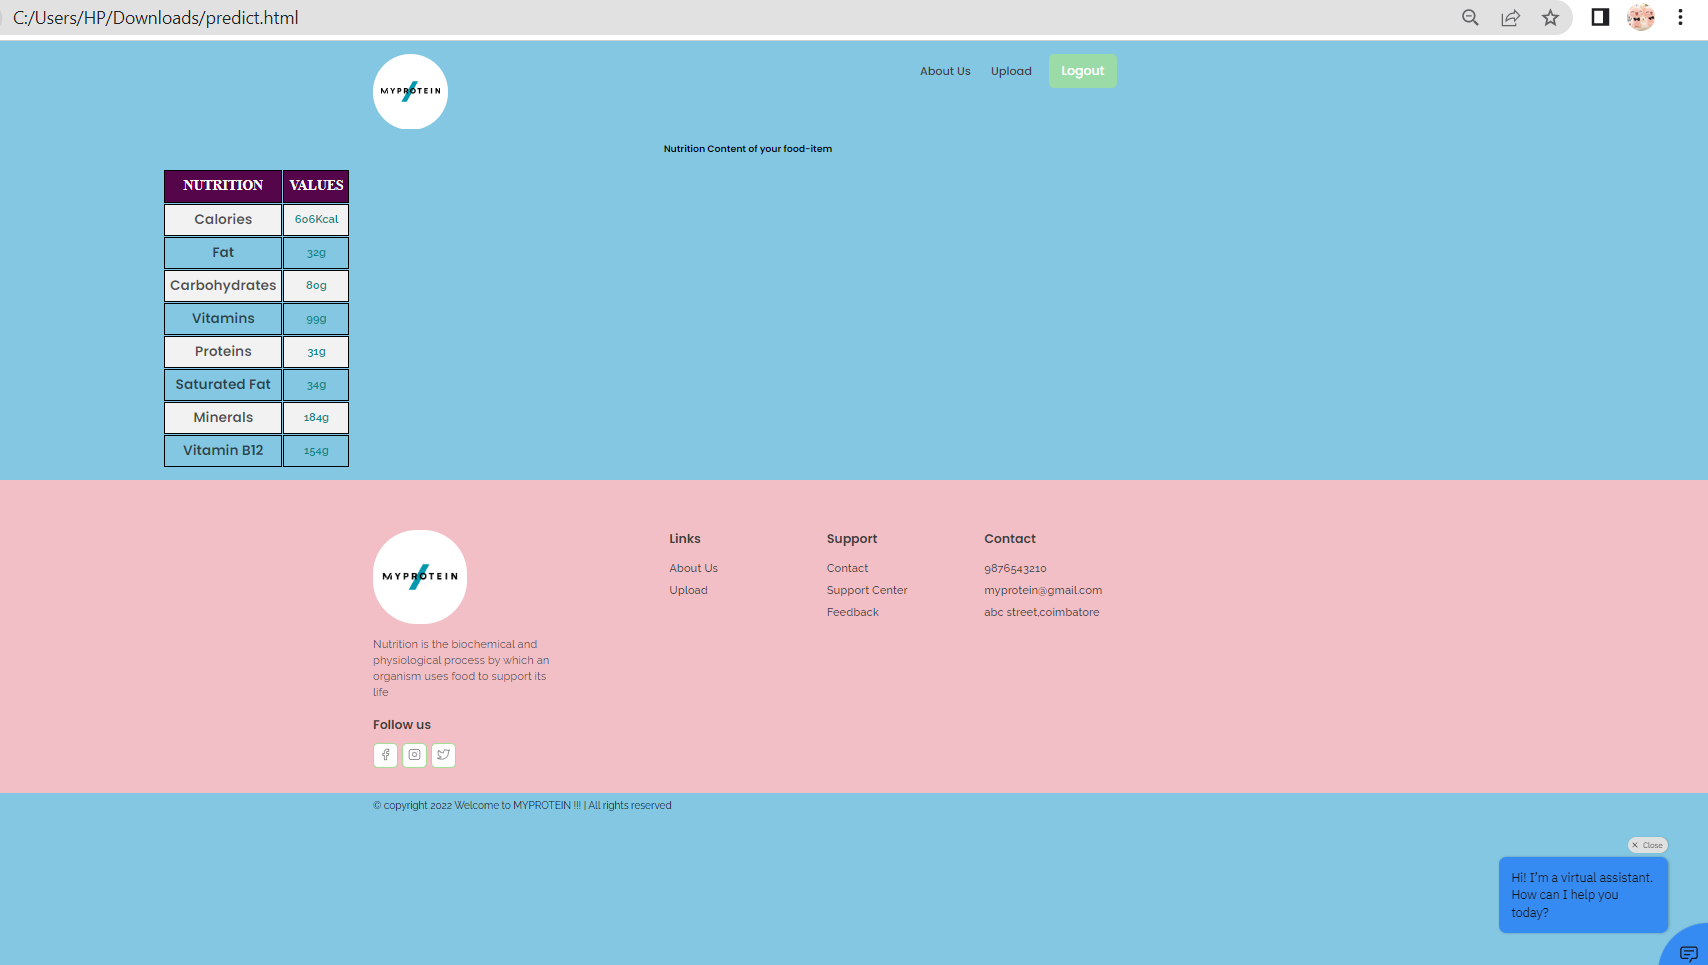 C:/Users/HP/Downloads/predict.html
MYPROTEIN
About Us Upload Logout
Nutrition Content of your food-item
NUTRITION VALUES
Calories 606Kcal
Fat 32g
Carbohydrates 80g
Vitamins 99g
Proteins 31g
Saturated Fat 34g
Minerals 184g
Vitamin B12 154g
MYPROTEIN
Nutrition is the biochemical and
physiological process by which an
organism uses food to support its
life
Follow us
Links
About Us
Upload
Support
Contact
Support Center
Feedback
Contact
9876543210
myprotein@gmail.com
abc street,coimbatore
© copyright 2022 Welcome to MYPROTEIN !!! | All rights reserved
× Close
Hi! I'm a virtual assistant.
How can I help you
today?